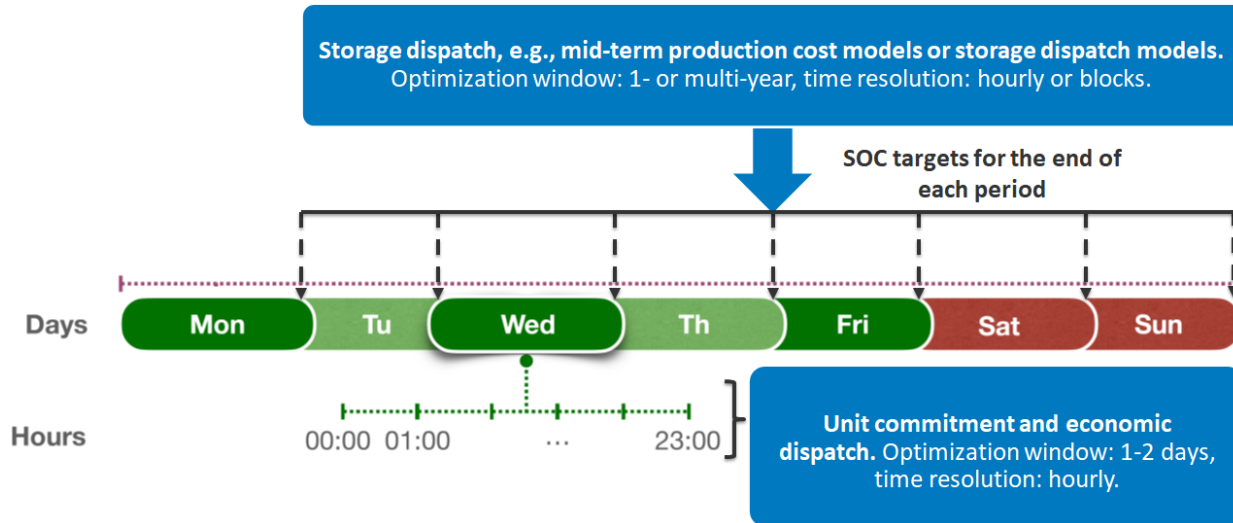 Storage dispatch, e.g., mid-term production cost models or storage dispatch models.
Optimization window: 1- or multi-year, time resolution: hourly or blocks.
SOC targets for the end of
each period
Days
Mon
Tu
Wed
Th
Fri
Sat
Sun
Hours
00:00
01:00
...
23:00
Unit commitment and economic
dispatch. Optimization window: 1-2 days,
time resolution: hourly.